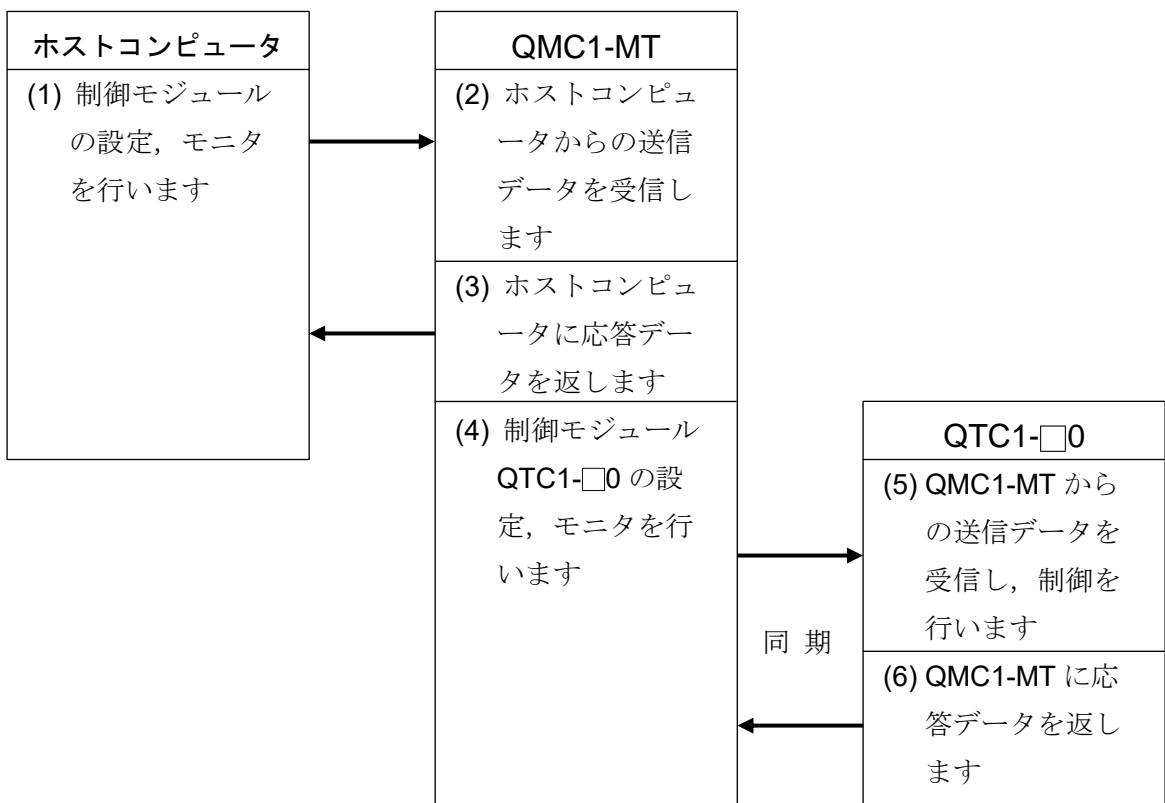 ホストコンピュータ
(1) 制御モジュール
の設定，モニタ
を行います
QMC1-MT
(2) ホストコンピュ
ータからの送信
データを受信し
ます
(3) ホストコンピュ
ータに応答デー
タを返します
(4) 制御モジュール
QTC1-□0 の設
定，モニタを行
います
同 期
QTC1-□0
(5) QMC1-MT から
の送信データを
受信し，制御を
行います
(6) QMC1-MT に応
答データを返し
ます